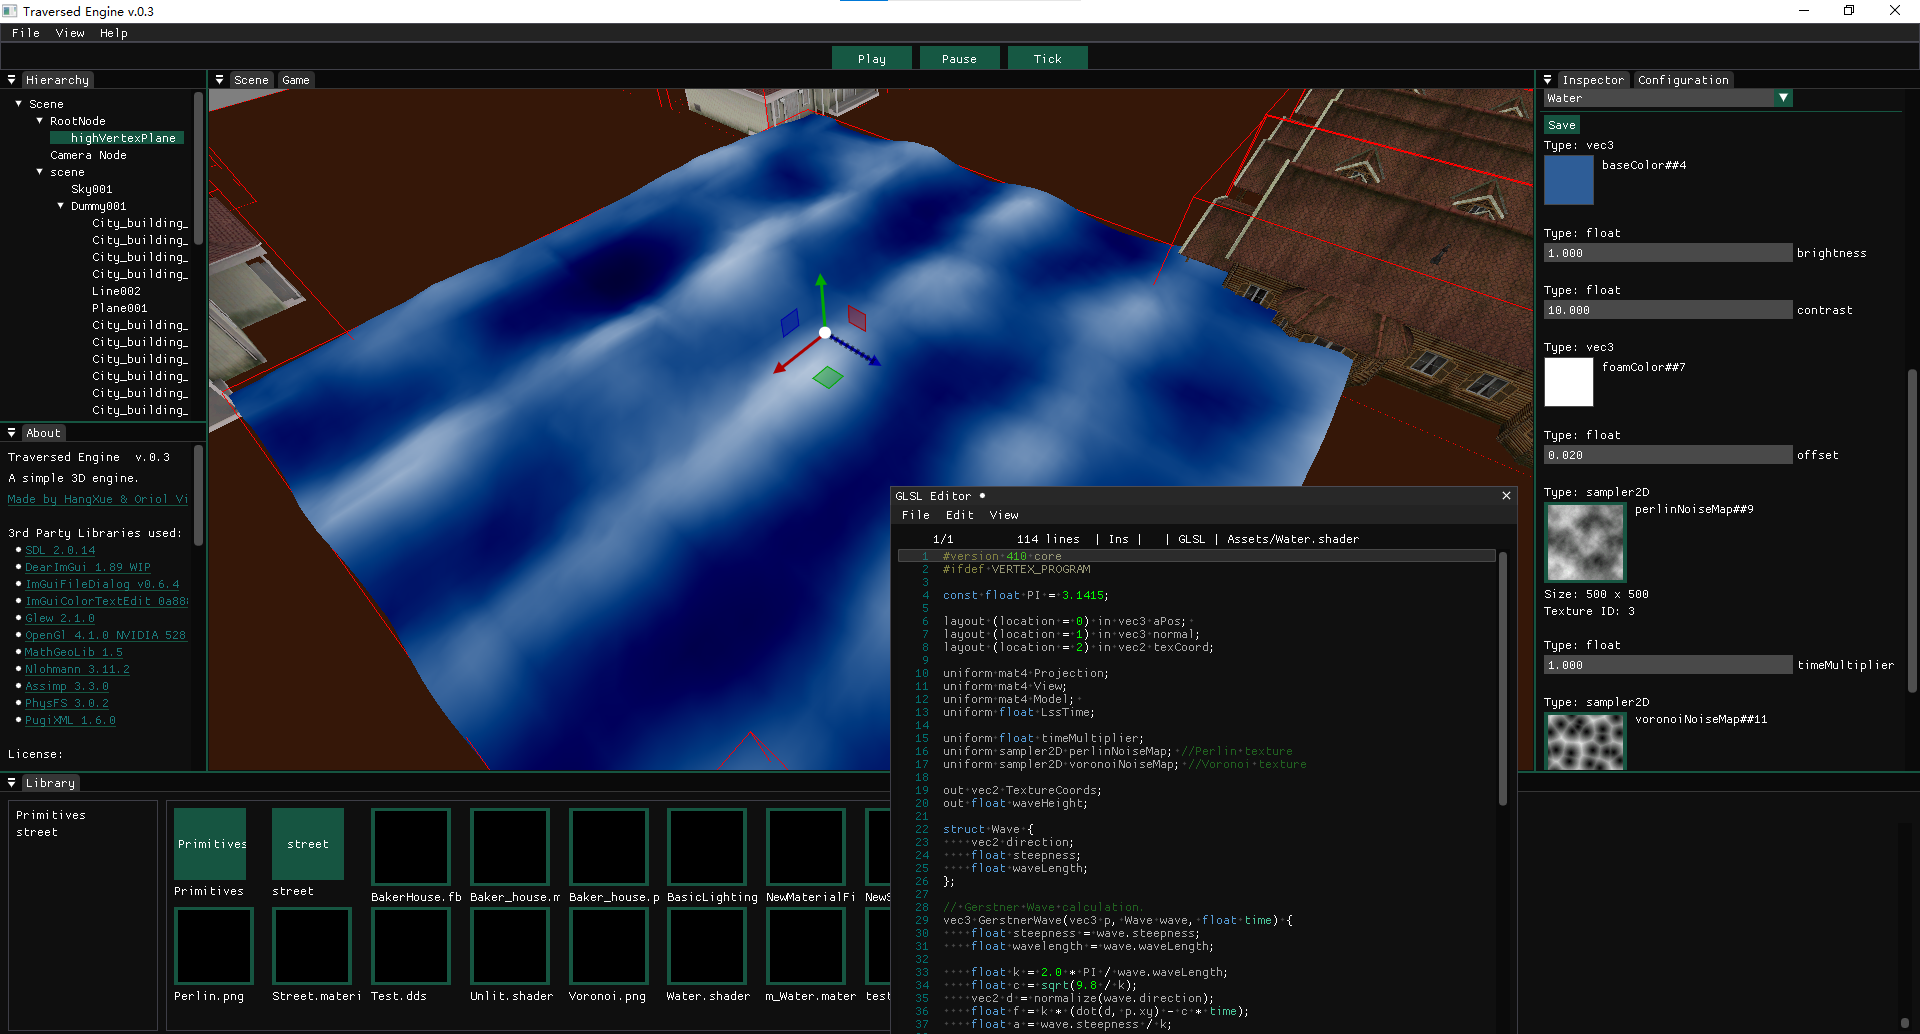 Traversed Engine v.0.3
File View Help
Play Pause Tick
Hierarchy
Scene
RootNode
highVertexPlane
Camera Node
scene
Sky001
Dummy001
City_building_
City_building_
City_building_
City_building_
Line002
Plane001
City_building_
City_building_
City_building_
City_building_
City_building_
City_building_
About
Traversed Engine v.0.3
A simple 3D engine.
Made by HangXue & Oriol Vi
3rd Party Libraries used:
SDL 2.0.14
DearImGui 1.89 WIP
ImGuiFileDialog v0.6.4
ImGuiColorTextEdit 0a88
Glew 2.1.0
OpenGl 4.1.0 NVIDIA 528
MathGeoLib 1.5
Nlohmann 3.11.2
Assimp 3.3.0
PhysFS 3.0.2
PugiXML 1.6.0
License:
Scene Game
Inspector Configuration
Water
Save
Type: vec3
baseColor##4
Type: float
1.000 brightness
Type: float
10.000 contrast
Type: vec3
foamColor##7
Type: float
0.020 offset
Type: sampler2D
perlinNoiseMap##9
Size: 500 x 500
Texture ID: 3
Type: float
1.000 timeMultiplier
Type: sampler2D
voronoiNoiseMap##11
Library
Primitives
street
Primitives street
Primitives street BakerHouse.fb Baker_house.m Baker_house.p BasicLighting NewMaterialFi NewS
Perlin.png Street.materi Test.dds Unlit.shader Voronoi.png Water.shader m_Water.mater test
GLSL Editor
File Edit View
1/1 114 lines | Ins | | GLSL | Assets/Water.shader
1 #version 410 core
2 #ifdef VERTEX_PROGRAM
3
4 const float PI = 3.1415;
5
6 layout (location = 0) in vec3 aPos;
7 layout (location = 1) in vec3 normal;
8 layout (location = 2) in vec2 texCoord;
9
10 uniform mat4 Projection;
11 uniform mat4 View;
12 uniform mat4 Model;
13 uniform float LssTime;
14
15 uniform float timeMultiplier;
16 uniform sampler2D perlinNoiseMap; //Perlin texture
17 uniform sampler2D voronoiNoiseMap; //Voronoi texture
18
19 out vec2 TextureCoords;
20 out float waveHeight;
21
22 struct Wave {
23 vec2 direction;
24 float steepness;
25 float waveLength;
26 };
27
28 // Gerstner Wave calculation.
29 vec3 GerstnerWave(vec3 p, Wave wave, float time) {
30 float steepness = wave.steepness;
31 float wavelength = wave.waveLength;
32
33 float k = 2.0 * PI / wave.waveLength;
34 float c = sqrt(9.8 / k);
35 vec2 d = normalize(wave.direction);
36 float f = k * (dot(d, p.xy) - c * time);
37 float a = wave.steepness / k;